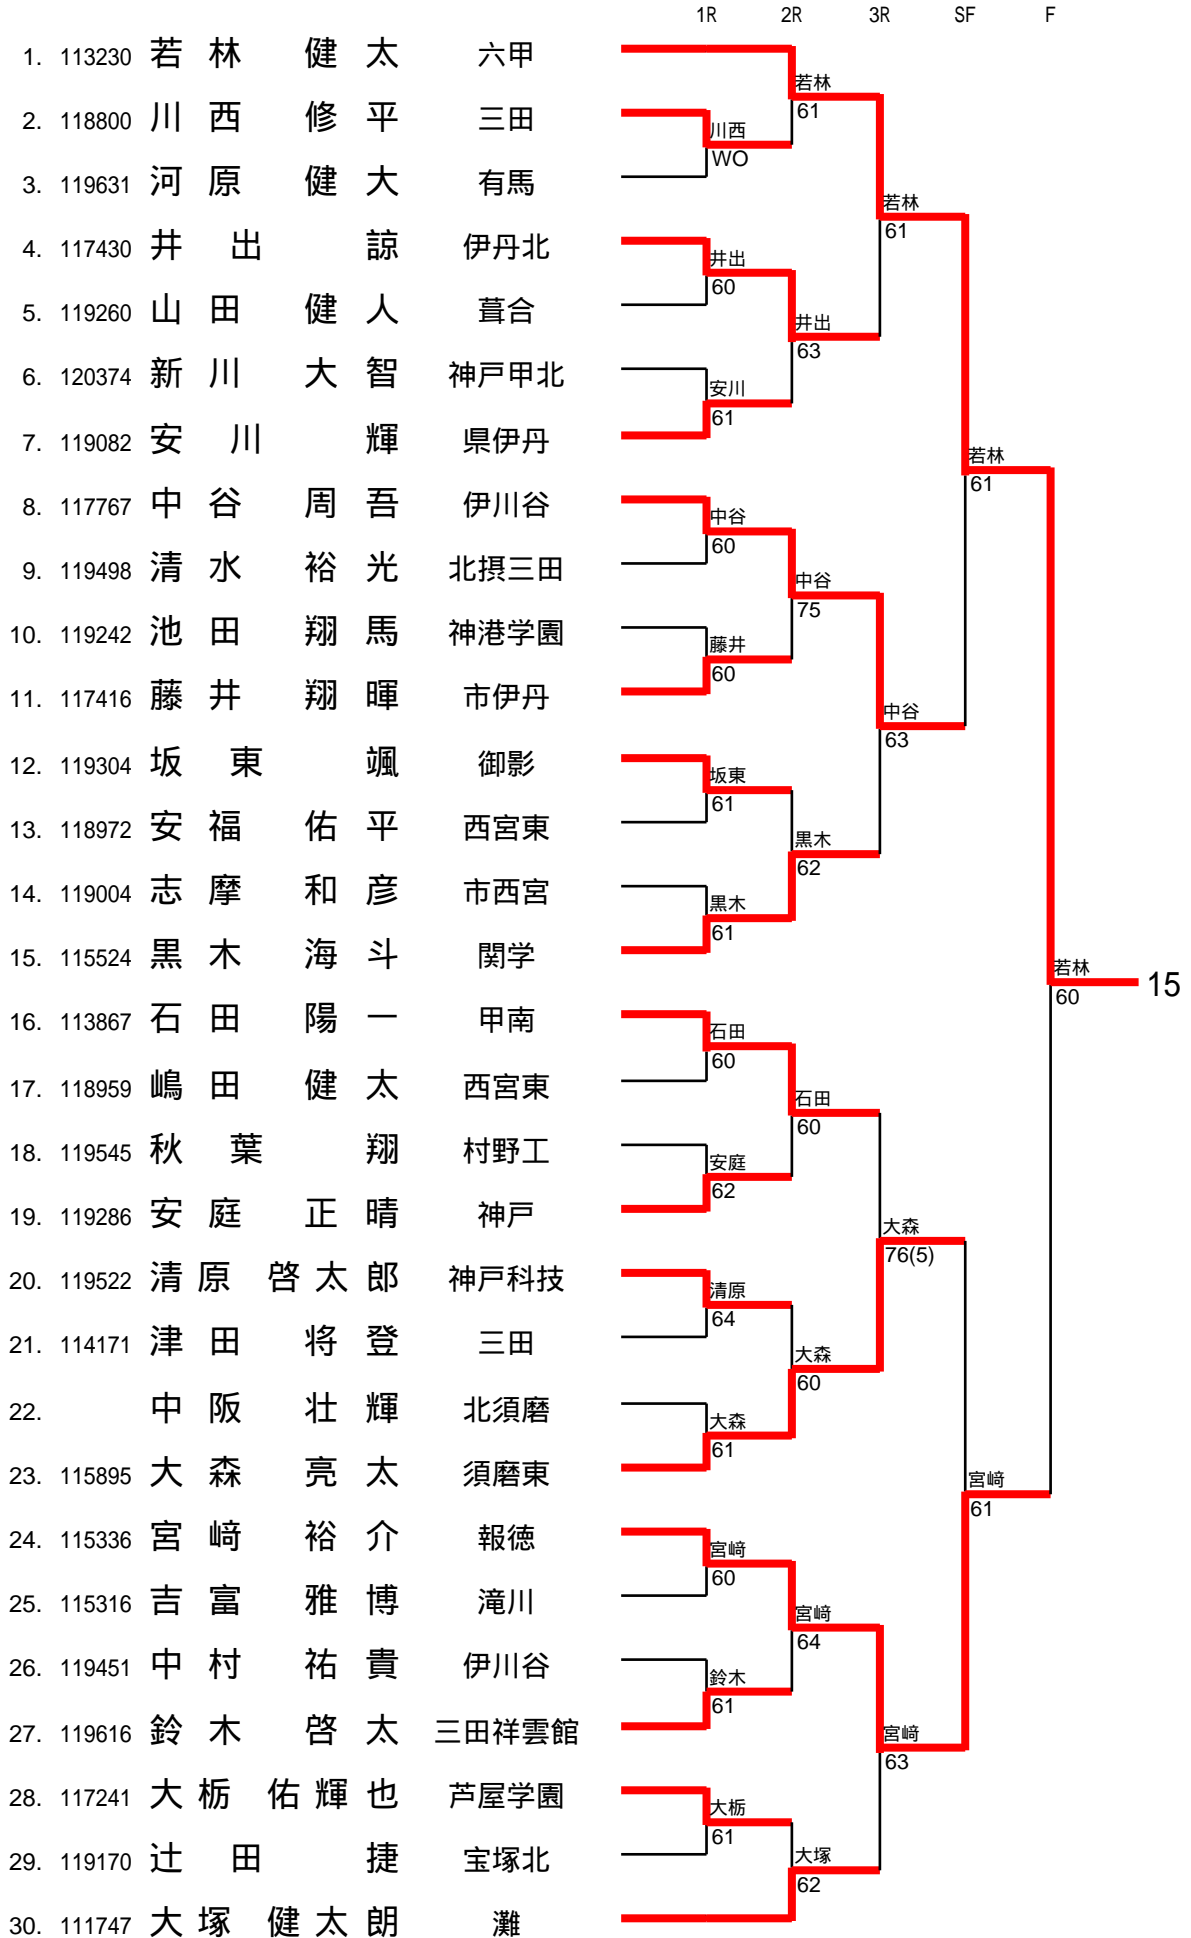 1R 2R 3R SF F
1. 113230 若林 健太 六甲
若林
61
2. 118800 川西 修平 三田
川西
WO
3. 119631 河原 健大 有馬
若林
61
4. 117430 井出 諒 伊丹北
井出
60
5. 119260 山田 健人 葺合
井出
63
6. 120374 新川 大智 神戸甲北
安川
61
7. 119082 安川 輝 県伊丹
若林
61
8. 117767 中谷 周吾 伊川谷
中谷
60
9. 119498 清水 裕光 北摂三田
中谷
75
10. 119242 池田 翔馬 神港学園
藤井
60
11. 117416 藤井 翔暉 市伊丹
中谷
63
12. 119304 坂東 颯 御影
坂東
61
13. 118972 安福 佑平 西宮東
黒木
62
14. 119004 志摩 和彦 市西宮
黒木
61
15. 115524 黒木 海斗 関学
若林
60
15
16. 113867 石田 陽一 甲南
石田
60
17. 118959 嶋田 健太 西宮東
石田
60
18. 119545 秋葉 翔 村野工
安庭
62
19. 119286 安庭 正晴 神戸
大森
76(5)
20. 119522 清原 啓太郎 神戸科技
清原
64
21. 114171 津田 将登 三田
大森
60
22. 中阪 壮輝 北須磨
大森
61
23. 115895 大森 亮太 須磨東
宮﨑
61
24. 115336 宮﨑 裕介 報徳
宮﨑
60
25. 115316 吉富 雅博 滝川
宮﨑
64
26. 119451 中村 祐貴 伊川谷
鈴木
61
27. 119616 鈴木 啓太 三田祥雲館
宮﨑
63
28. 117241 大栃 佑輝也 芦屋学園
大栃
61
29. 119170 辻田 捷 宝塚北
大塚
62
30. 111747 大塚 健太朗 灘